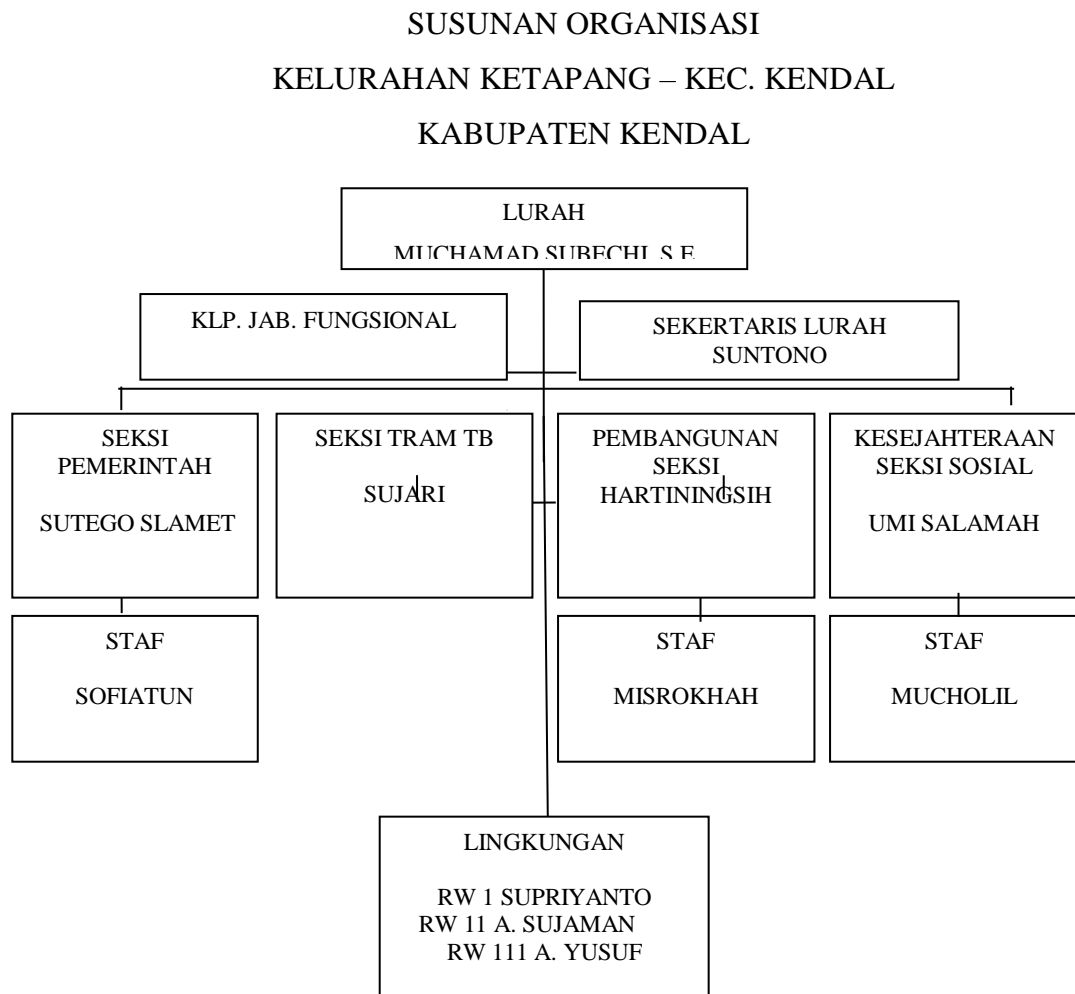 SUSUNAN ORGANISASI
KELURAHAN KETAPANG – KEC. KENDAL
KABUPATEN KENDAL
LURAH
MUCHAMAD SUBECHI, S.E
KLP. JAB. FUNGSIONAL
SEKERTARIS LURAH
SUNTONO
SEKSI
PEMERINTAH
SUTEGO SLAMET
SEKSI TRAM TB
SUJARI
PEMBANGUNAN
SEKSI
HARTININGSIH
KESEJAHTERAAN
SEKSI SOSIAL
UMI SALAMAH
STAF
SOFIATUN
STAF
MISROKHAH
STAF
MUCHOLIL
LINGKUNGAN
RW 1 SUPRIYANTO
RW 11 A. SUJAMAN
RW 111 A. YUSUF